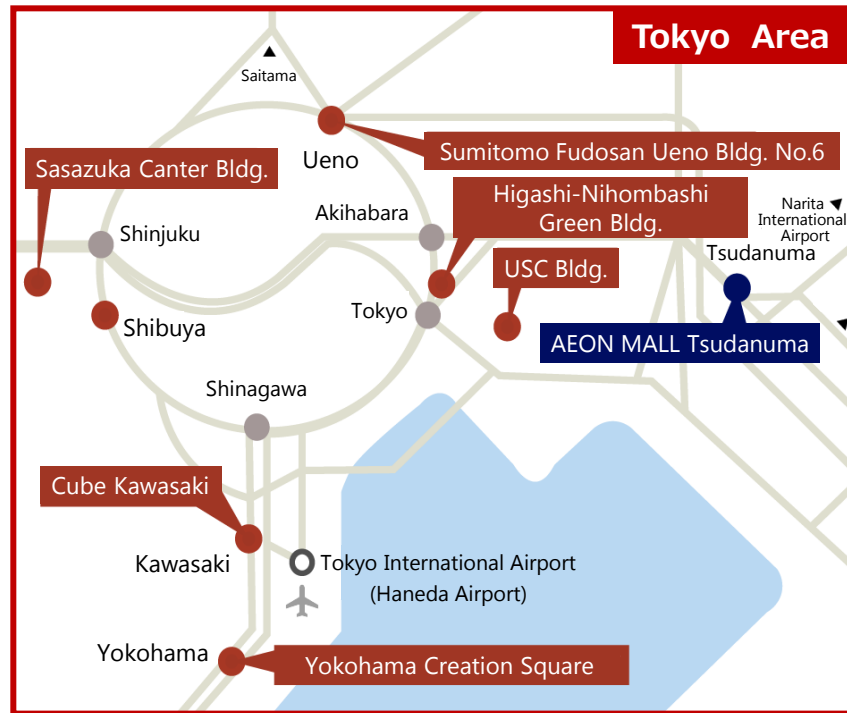 Tokyo Area
▲
Saitama
Ueno
Sumitomo Fudosan Ueno Bldg. No.6
Sasazuka Canter Bldg.
Higashi-Nihombashi
Green Bldg.
Akihabara
Narita
International
Airport
Shinjuku
USC Bldg.
Tsudanuma
Tokyo
Shibuya
AEON MALL Tsudanuma
Shinagawa
Cube Kawasaki
Kawasaki
Tokyo International Airport
(Haneda Airport)
Yokohama
Yokohama Creation Square